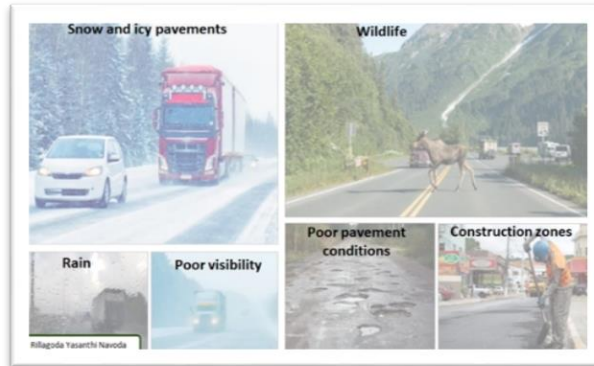 Snow and icy pavements
Wildlife
Rain
Poor visibility
Poor pavement
conditions
Construction zones
Rillagoda Yasanthi Navoda